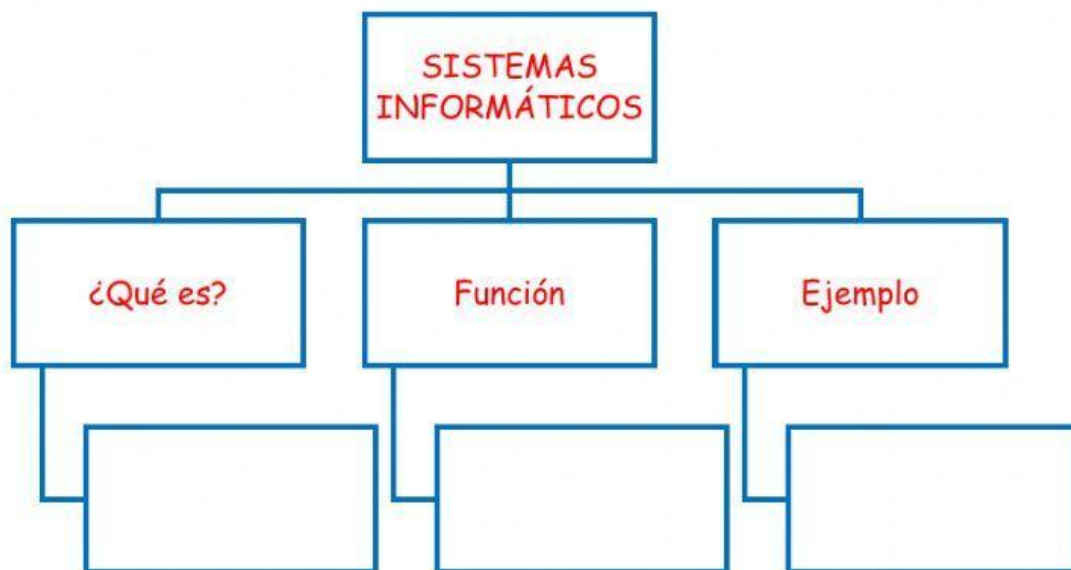 SISTEMAS
INFORMÁTICOS
¿Qué es?
Función
Ejemplo